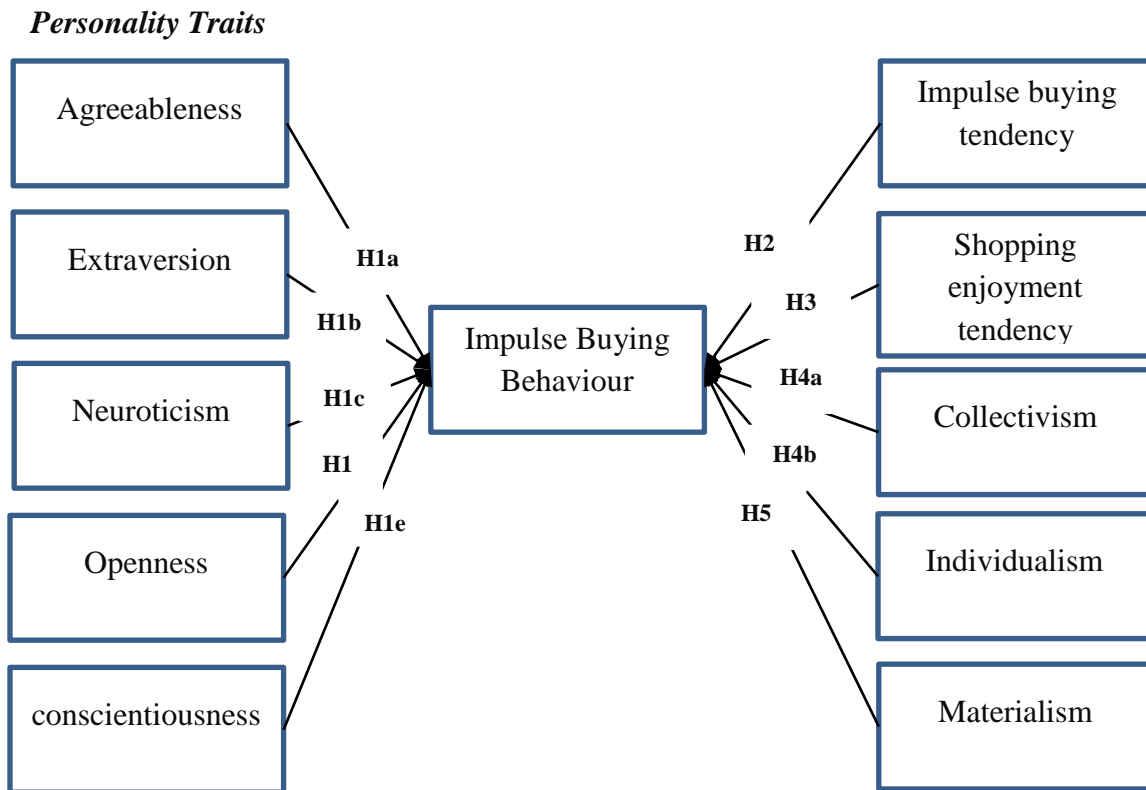 Personality Traits
Agreeableness
Extraversion
Neuroticism
Openness
conscientiousness
H1a
H1b
H1c
H1
H1e
Impulse Buying
Behaviour
H2
H3
H4a
H4b
H5
Impulse buying
tendency
Shopping
enjoyment
tendency
Collectivism
Individualism
Materialism